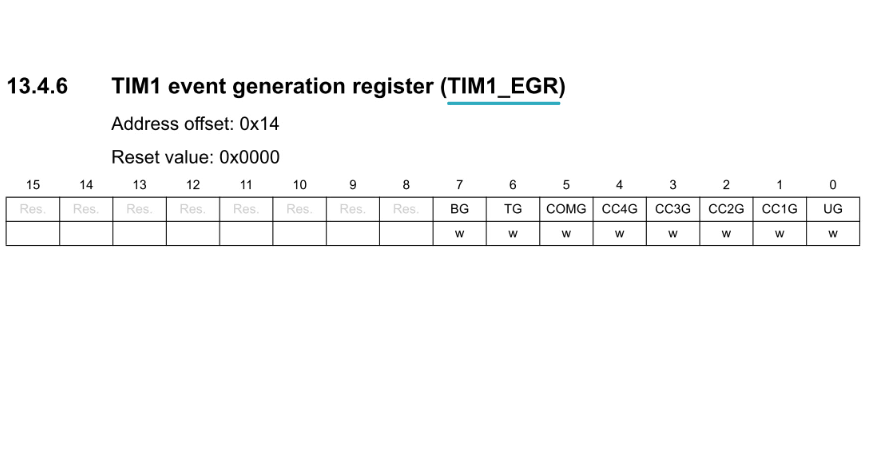 13.4.6 TIM1 event generation register (TIM1_EGR)
Address offset: 0x14
Reset value: 0x0000
15 14 13 12 11 10 9 8 7 6 5 4 3 2 1 0
Res. Res. Res. Res. Res. Res. Res. Res. BG TG COMG CC4G CC3G CC2G CC1G UG
w w w w w w w w